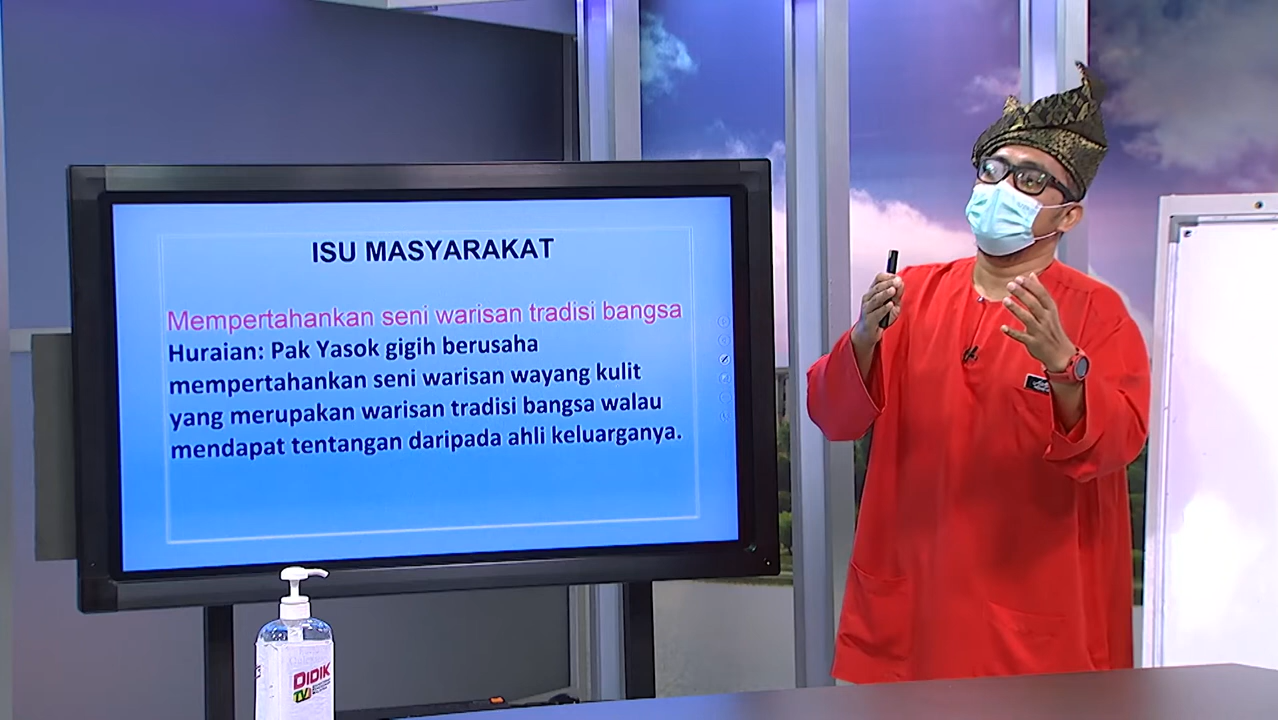 ISU MASYARAKAT
Mempertahankan seni warisan tradisi bangsa
Huraian: Pak Yasok gigih berusaha
mempertahankan seni warisan wayang kulit
yang merupakan warisan tradisi bangsa walau
mendapat tentangan daripada ahli keluarganya.
DIDIK
TV